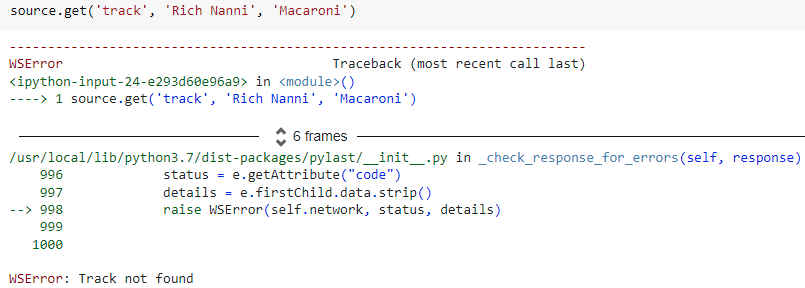 source.get('track', 'Rich Nanni', 'Macaroni')
---------------------------------------------------------------------------
WSError                                   Traceback (most recent call last)
<ipython-input-24-e293d60e96a9> in <module>()
----> 1 source.get('track', 'Rich Nanni', 'Macaroni')
6 frames
/usr/local/lib/python3.7/dist-packages/pylast/__init__.py in _check_response_for_errors(self, response)
    996             status = e.getAttribute("code")
    997             details = e.firstChild.data.strip()
--> 998             raise WSError(self.network, status, details)
    999
   1000
WSError: Track not found